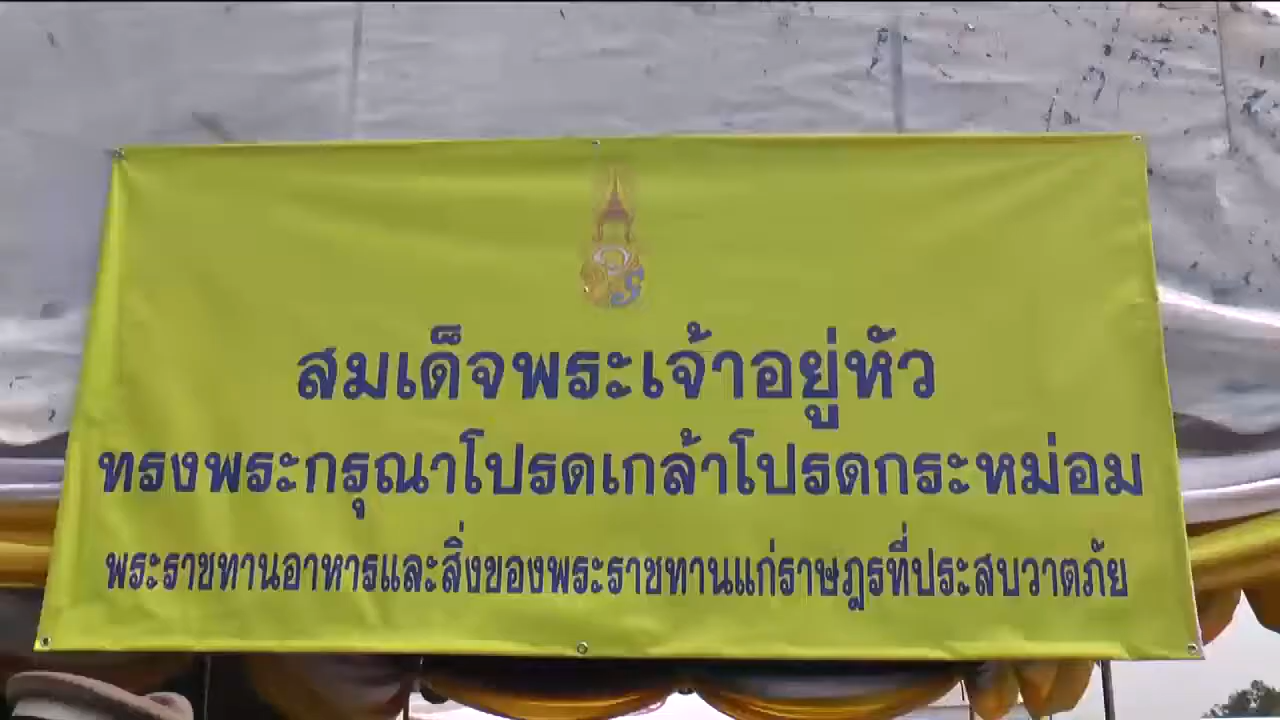 สมเด็จพระเจ้าอยู่หัว
ทรงพระกรุณาโปรดเกล้าโปรดกระหม่อม
พระราชทานอาหารและสิ่งของพระราชทานแก่ราษฎรที่ประสบวาตภัย